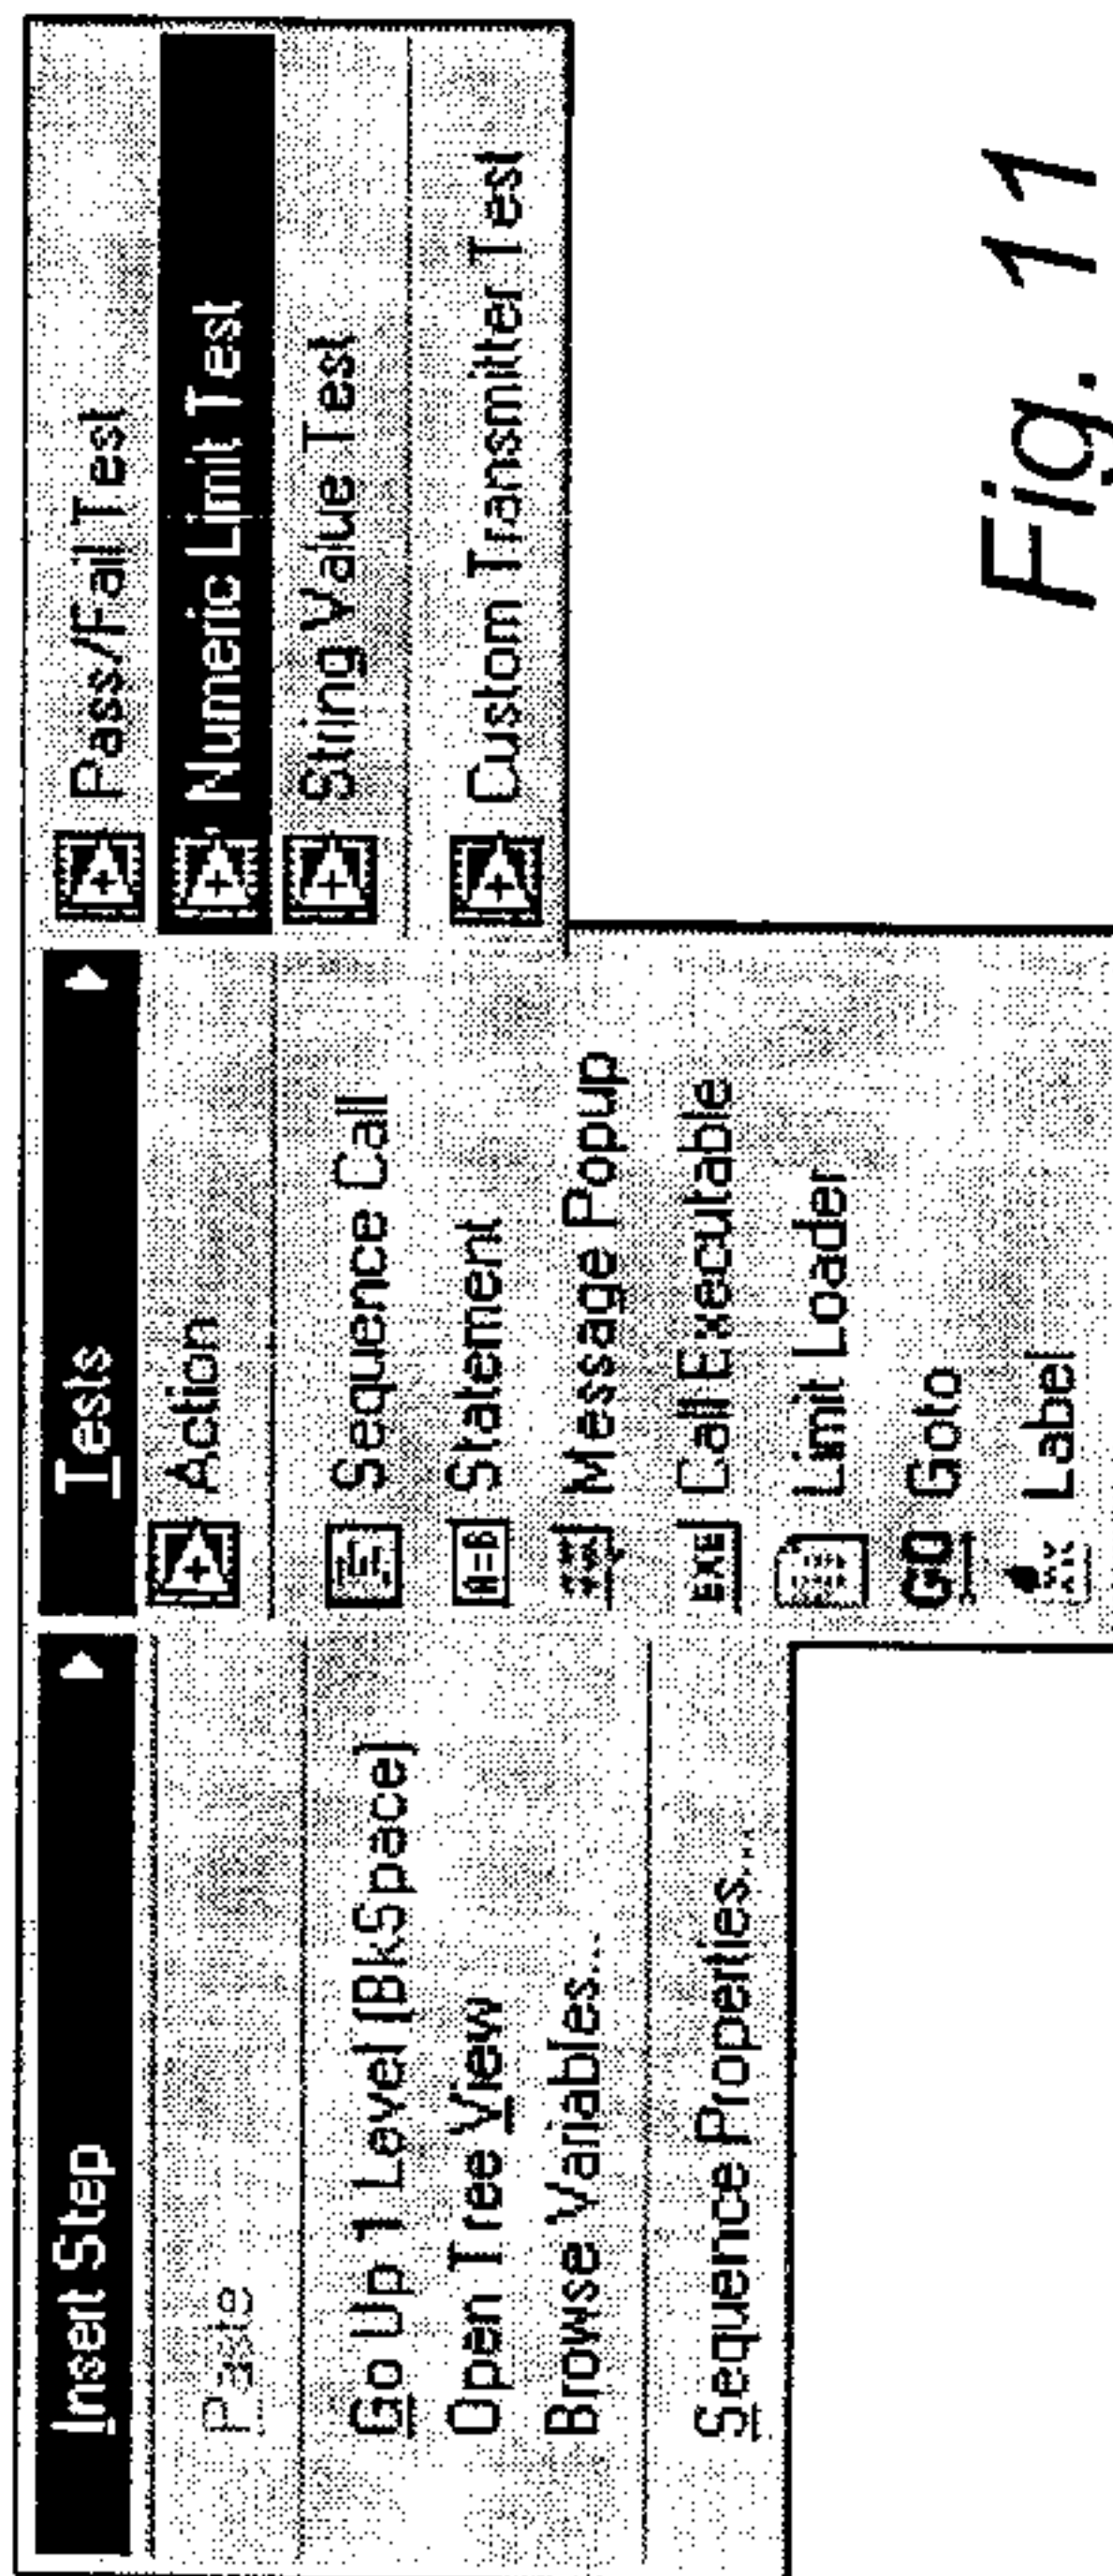 Insert Step
Paste
Go Up 1 Level (BkSpace)
Open Tree View
Browse Variables...
Sequence Properties...
Tests
Action
Sequence Call
A=B Statement
Message Popup
EXE Call Executable
Limit Loader
GO Goto
Label
Pass/Fail Test
Numeric Limit Test
String Value Test
Custom Transmitter Test
Fig. 11